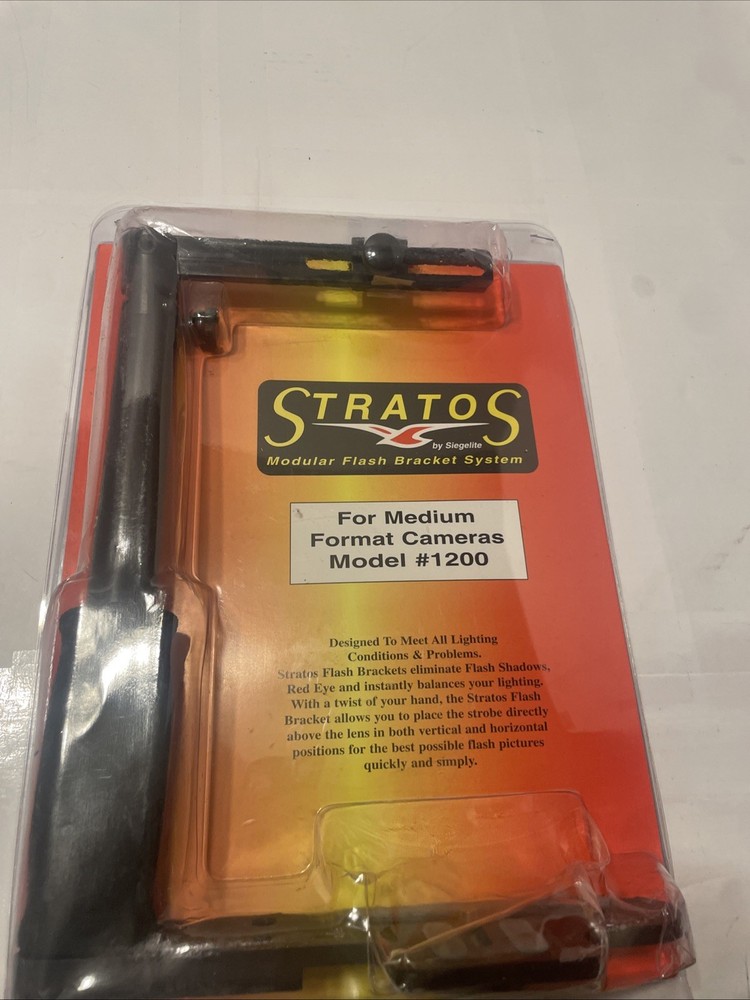 STRATOS
by Siegelite
Modular Flash Bracket System
For Medium
Format Cameras
Model #1200
Designed To Meet All Lighting
Conditions & Problems.
Stratos Flash Brackets eliminate Flash Shadows,
Red Eye and instantly balances your lighting.
With a twist of your hand, the Stratos Flash
Bracket allows you to place the strobe directly
above the lens in both vertical and horizontal
positions for the best possible flash pictures
quickly and simply.